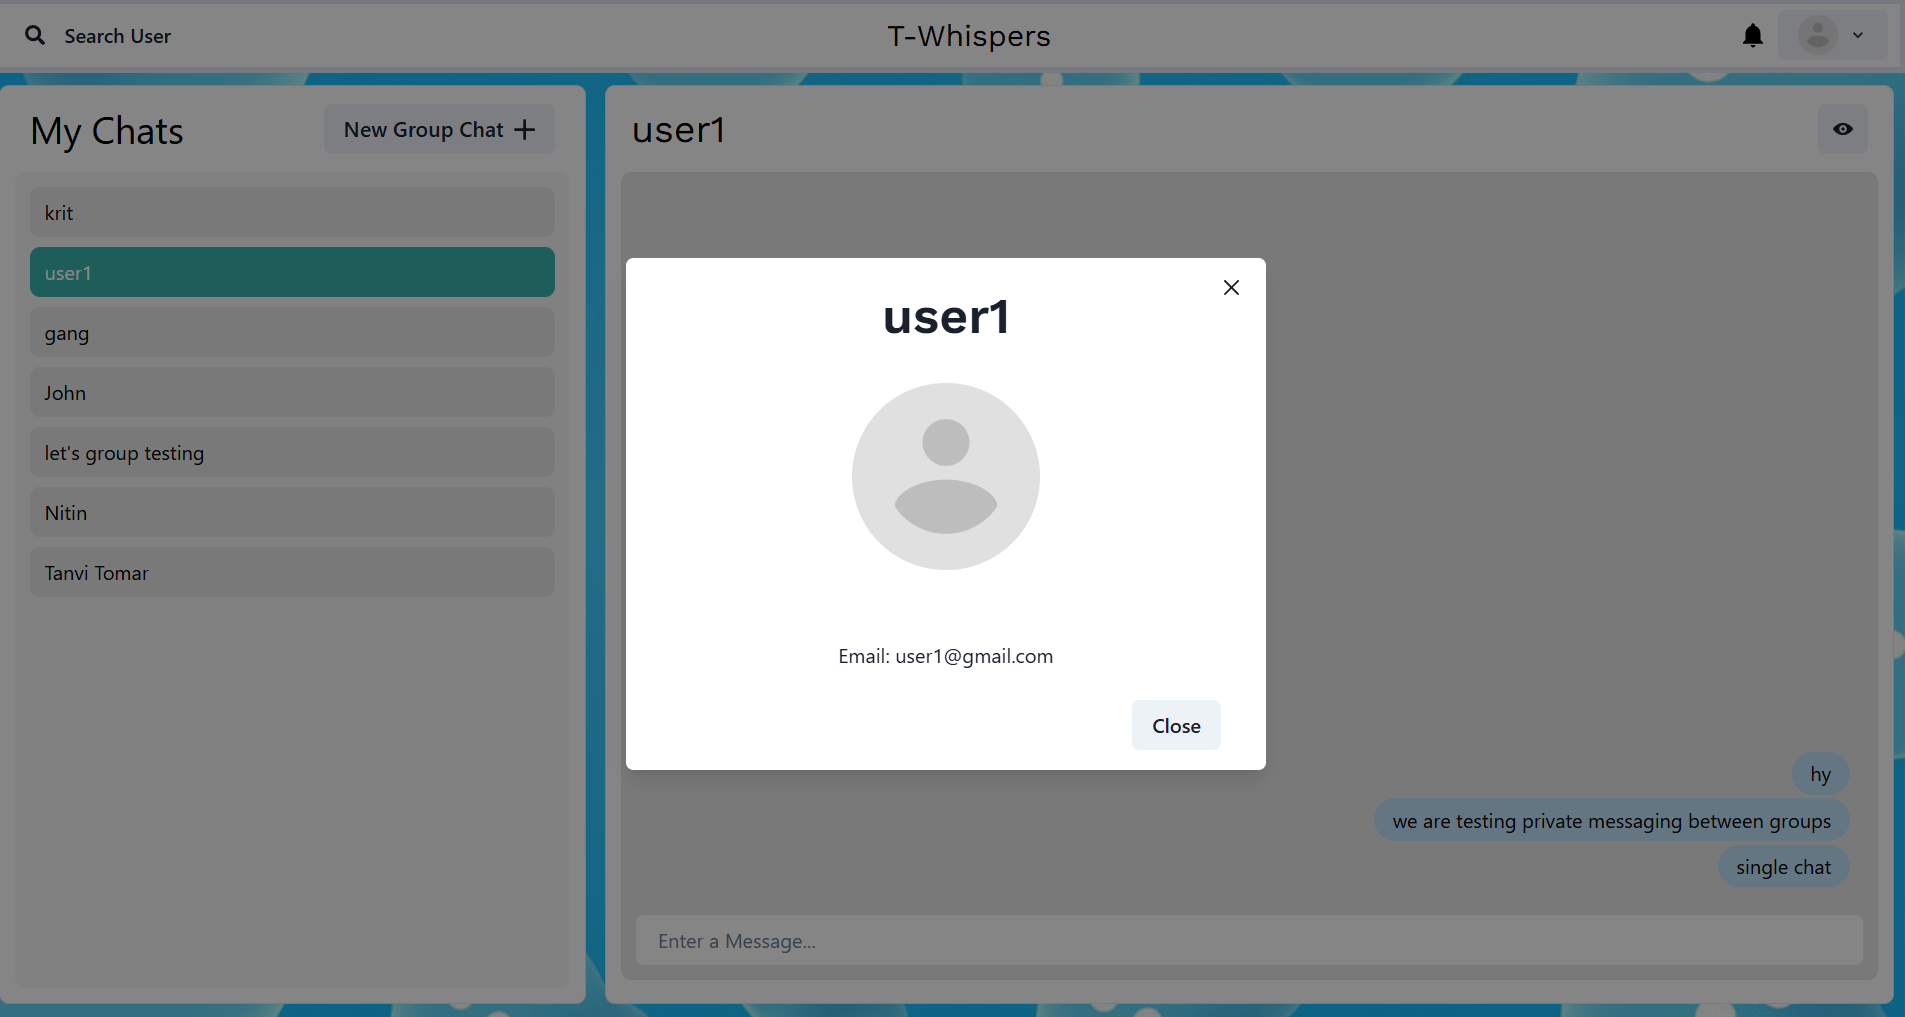 Search User
T-Whispers
My Chats
New Group Chat
krit
user1
gang
John
let's group testing
Nitin
Tanvi Tomar
user1
user1
Email: user1@gmail.com
Close
hy
we are testing private messaging between groups
single chat
Enter a Message...